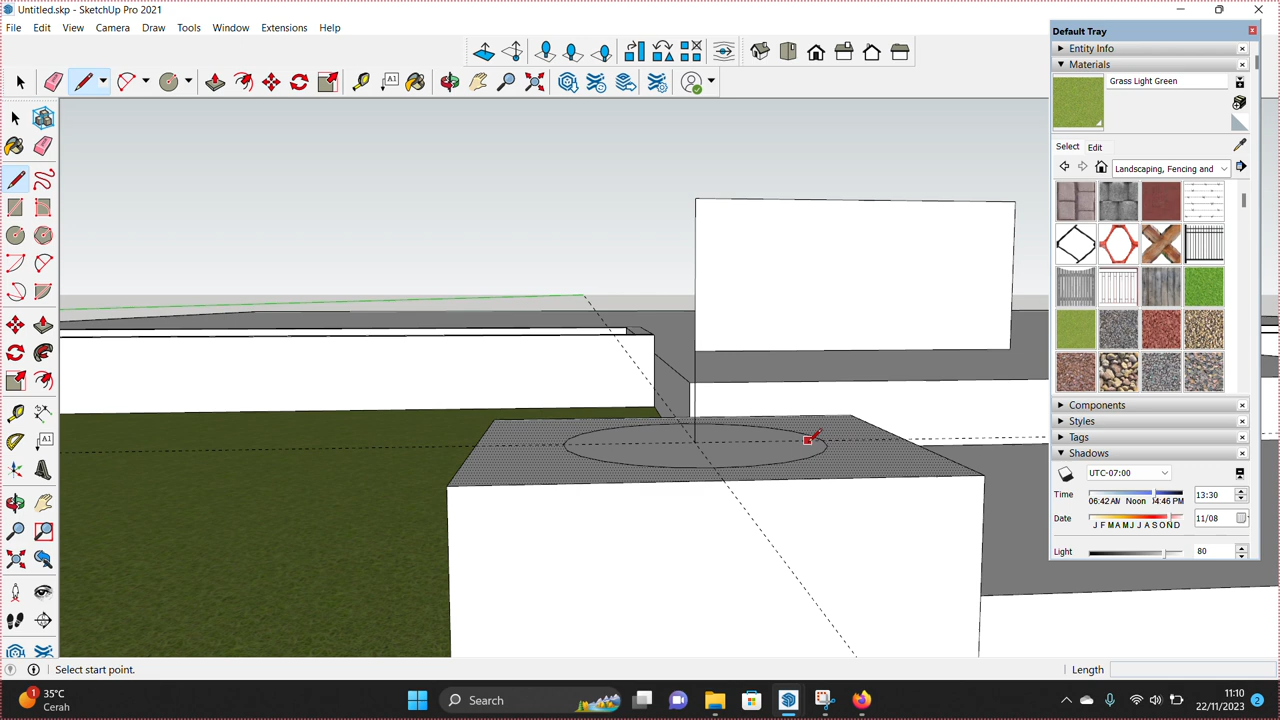 Untitled.skp - SketchUp Pro 2021
File Edit View Camera Draw Tools Window Extensions Help
Default Tray
Entity Info
Materials
Grass Light Green
Select Edit
Landscaping, Fencing and
Components
Styles
Tags
Shadows
UTC-07:00
Time 06:42 AM Noon 04:46 PM 13:30
Date J F M A M J J A S O N D 11/08
Light 80
Select start point.
Length
1
35°C
Cerah
Search
11:10
22/11/2023
2